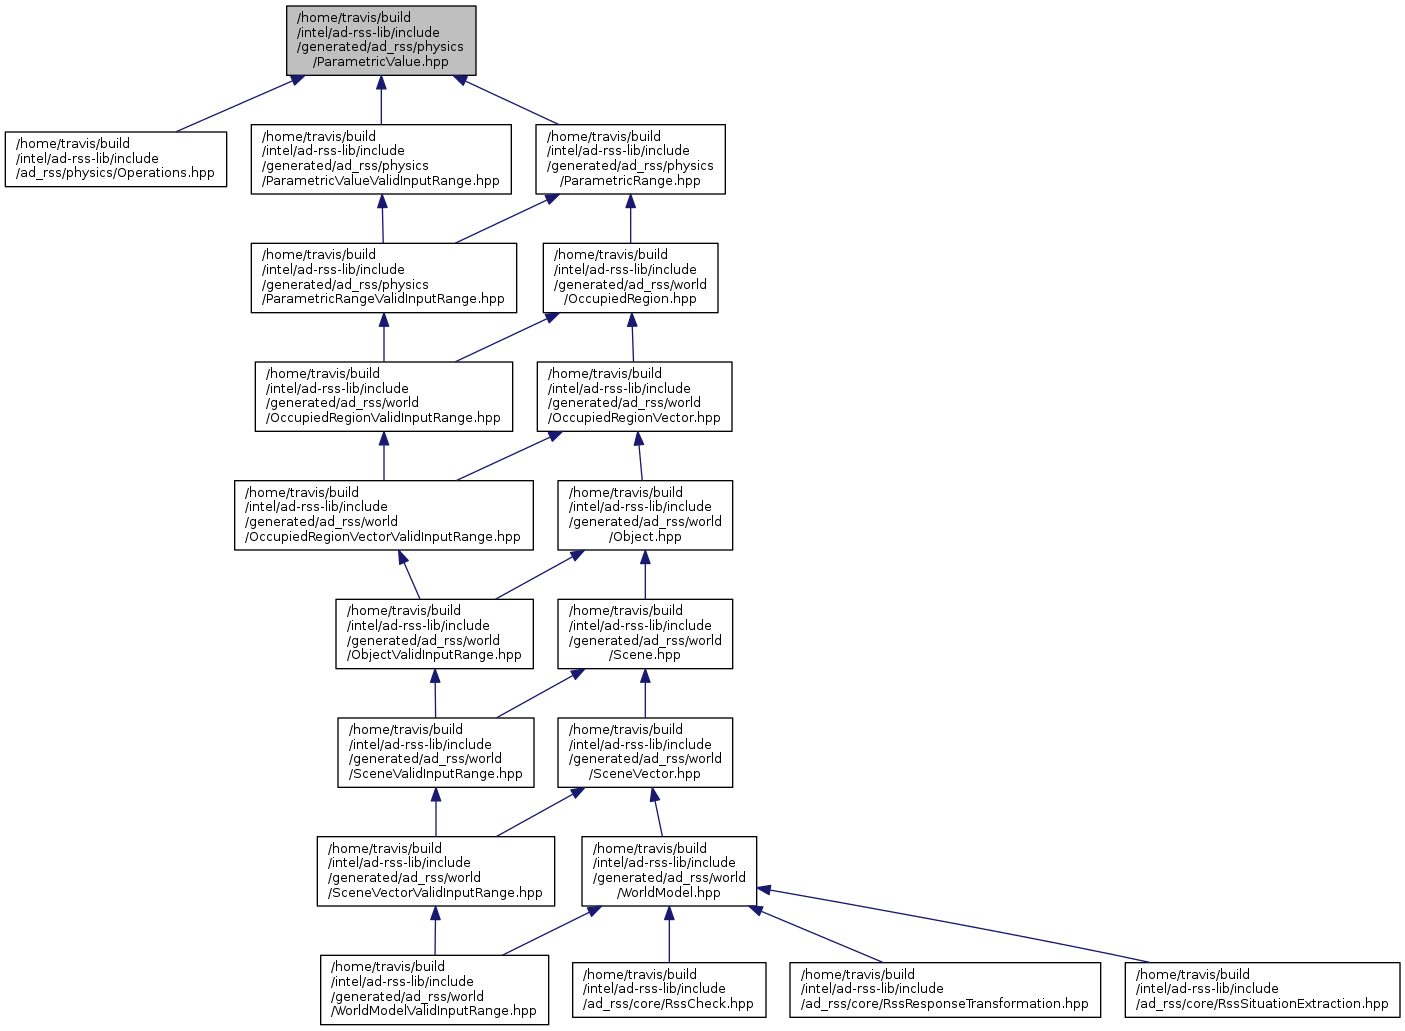 /home/travis/build
/intel/ad-rss-lib/include
/generated/ad_rss/physics
/ParametricValue.hpp
/home/travis/build
/intel/ad-rss-lib/include
/ad_rss/physics/Operations.hpp
/home/travis/build
/intel/ad-rss-lib/include
/generated/ad_rss/physics
/ParametricValueValidInputRange.hpp
/home/travis/build
/intel/ad-rss-lib/include
/generated/ad_rss/physics
/ParametricRange.hpp
/home/travis/build
/intel/ad-rss-lib/include
/generated/ad_rss/physics
/ParametricRangeValidInputRange.hpp
/home/travis/build
/intel/ad-rss-lib/include
/generated/ad_rss/world
/OccupiedRegion.hpp
/home/travis/build
/intel/ad-rss-lib/include
/generated/ad_rss/world
/OccupiedRegionValidInputRange.hpp
/home/travis/build
/intel/ad-rss-lib/include
/generated/ad_rss/world
/OccupiedRegionVector.hpp
/home/travis/build
/intel/ad-rss-lib/include
/generated/ad_rss/world
/OccupiedRegionVectorValidInputRange.hpp
/home/travis/build
/intel/ad-rss-lib/include
/generated/ad_rss/world
/Object.hpp
/home/travis/build
/intel/ad-rss-lib/include
/generated/ad_rss/world
/ObjectValidInputRange.hpp
/home/travis/build
/intel/ad-rss-lib/include
/generated/ad_rss/world
/Scene.hpp
/home/travis/build
/intel/ad-rss-lib/include
/generated/ad_rss/world
/SceneValidInputRange.hpp
/home/travis/build
/intel/ad-rss-lib/include
/generated/ad_rss/world
/SceneVector.hpp
/home/travis/build
/intel/ad-rss-lib/include
/generated/ad_rss/world
/SceneVectorValidInputRange.hpp
/home/travis/build
/intel/ad-rss-lib/include
/generated/ad_rss/world
/WorldModel.hpp
/home/travis/build
/intel/ad-rss-lib/include
/generated/ad_rss/world
/WorldModelValidInputRange.hpp
/home/travis/build
/intel/ad-rss-lib/include
/ad_rss/core/RssCheck.hpp
/home/travis/build
/intel/ad-rss-lib/include
/ad_rss/core/RssResponseTransformation.hpp
/home/travis/build
/intel/ad-rss-lib/include
/ad_rss/core/RssSituationExtraction.hpp